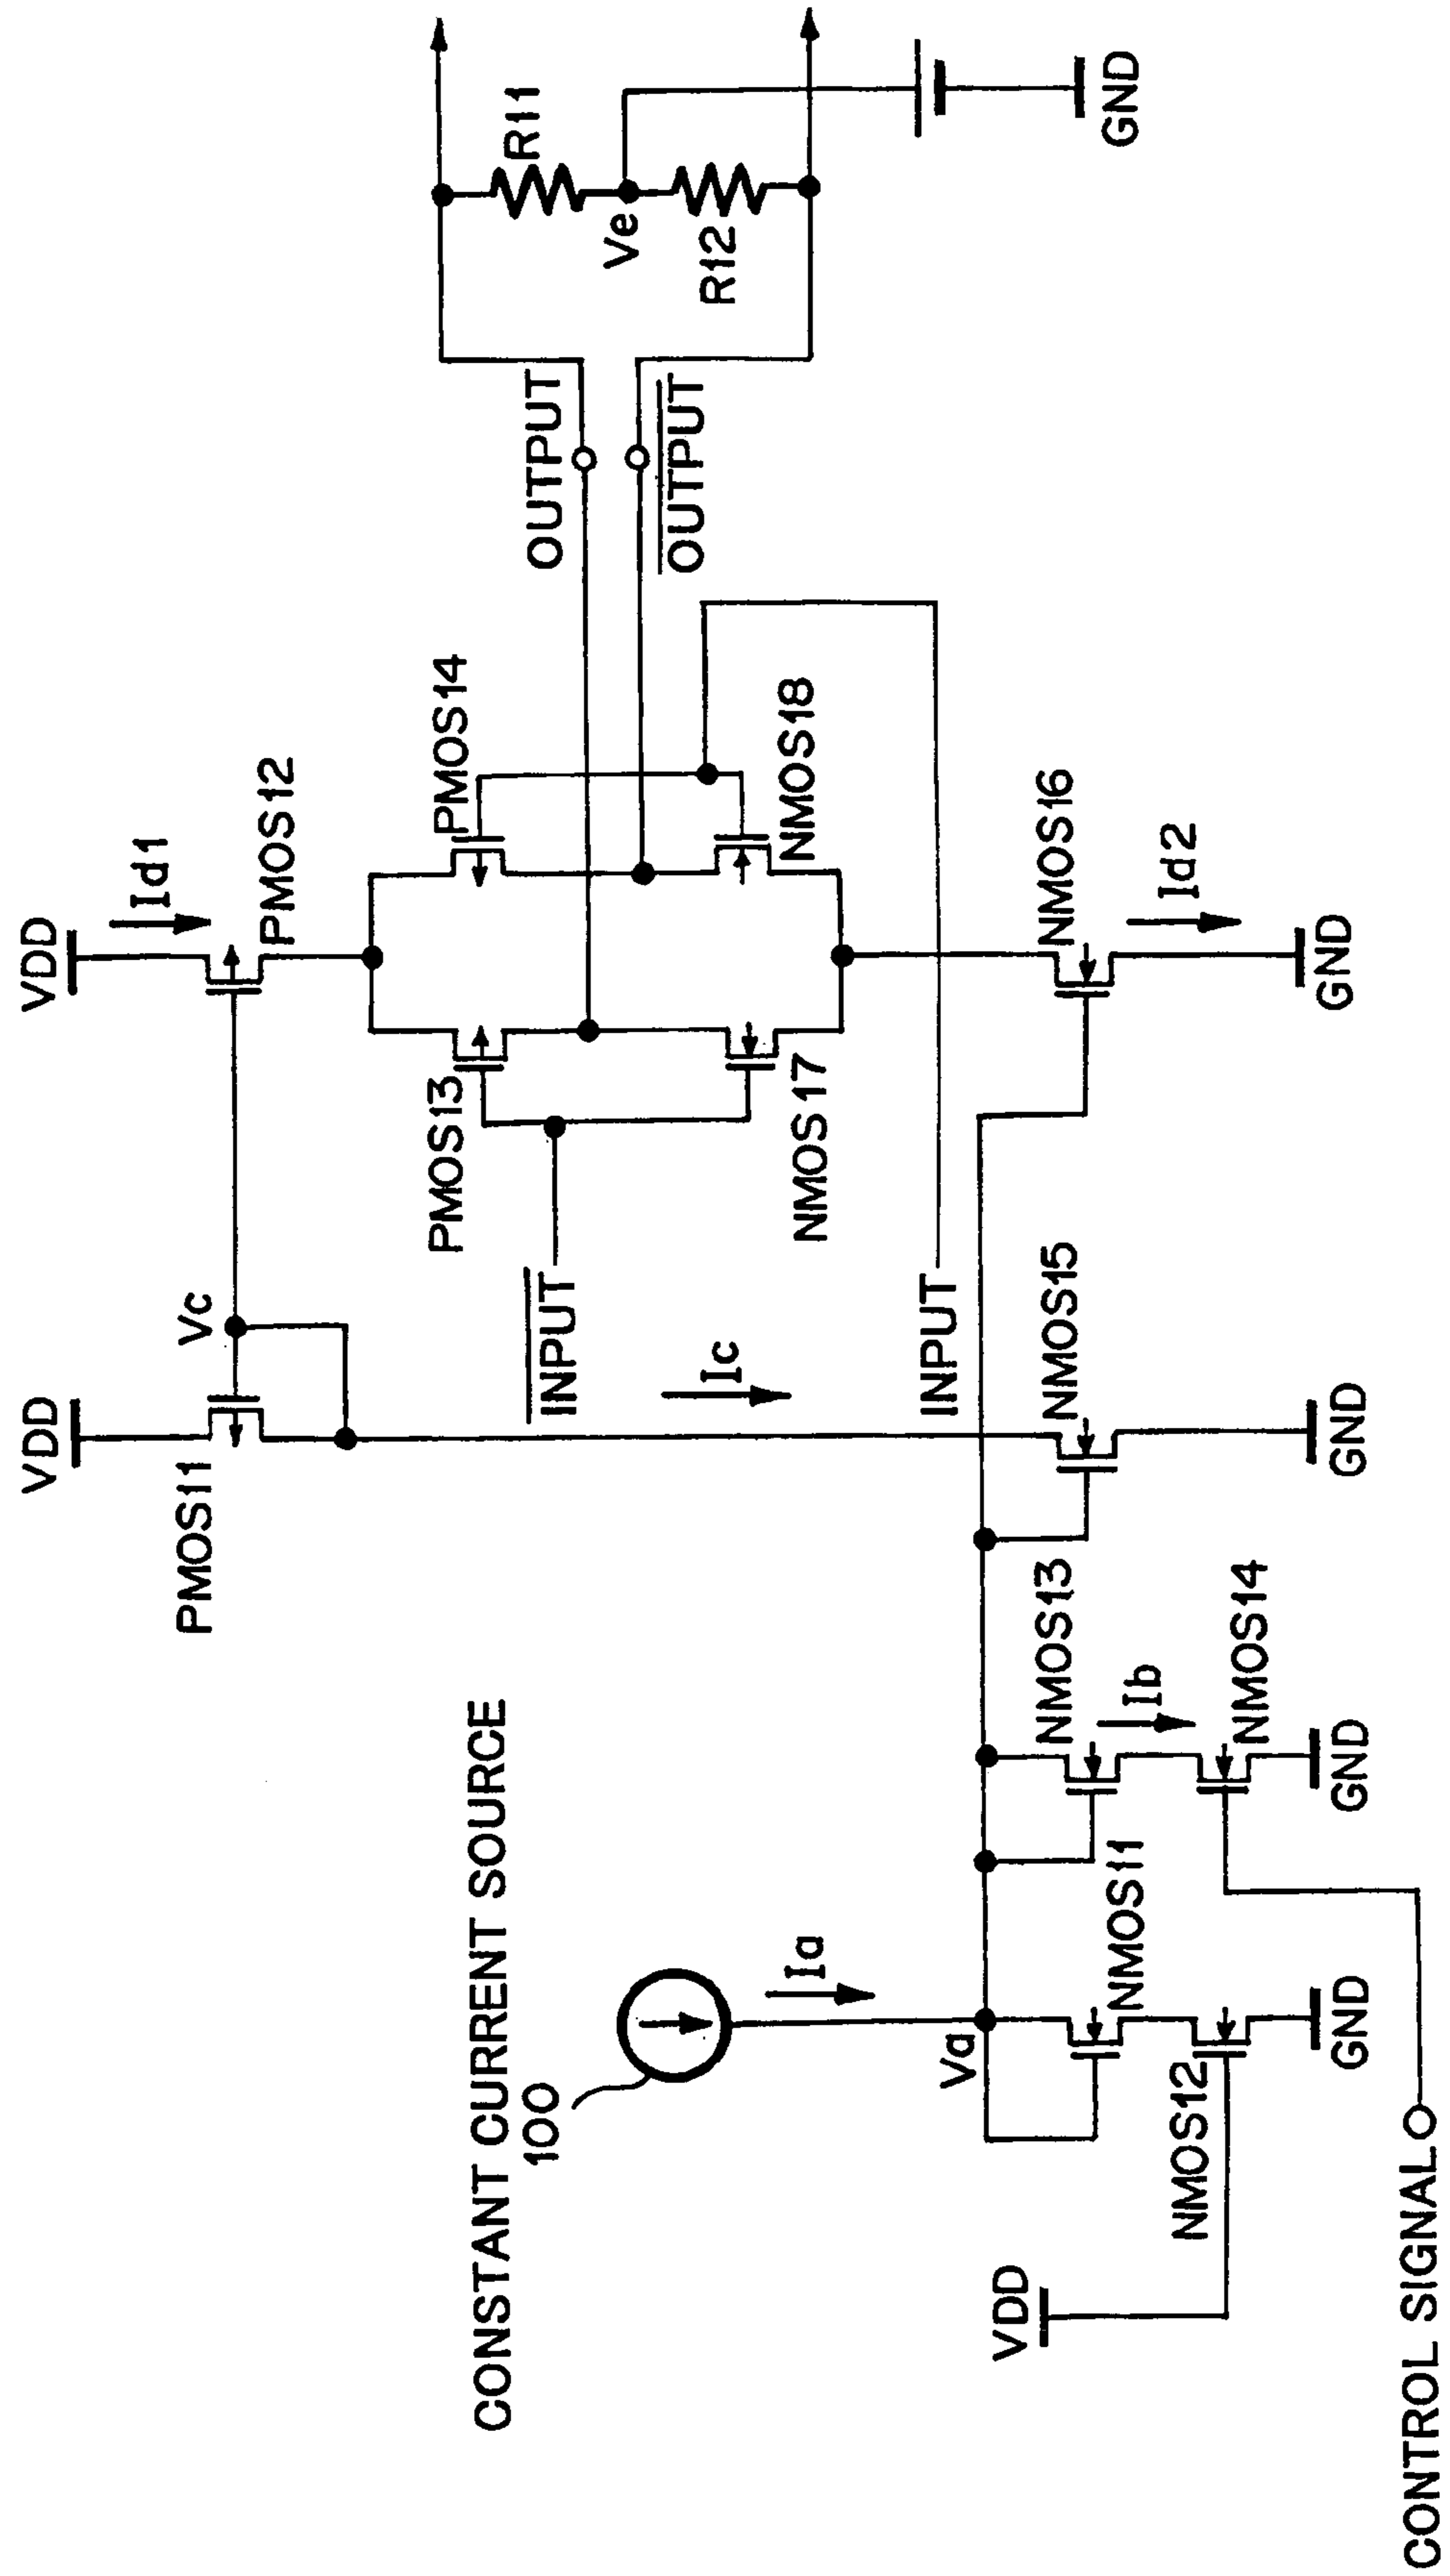 VDD
VDD
Id1
PMOS12
Vc
PMOS11
PMOS14
PMOS13
R11
Ve
R12
OUTPUT
OUTPUT
INPUT
Ic
NMOS18
NMOS17
INPUT
CONSTANT CURRENT SOURCE
100
Ia
Va
NMOS16
Id2
NMOS15
NMOS13
Ib
NMOS14
NMOS11
NMOS12
VDD
GND
GND
GND
GND
GND
CONTROL SIGNAL